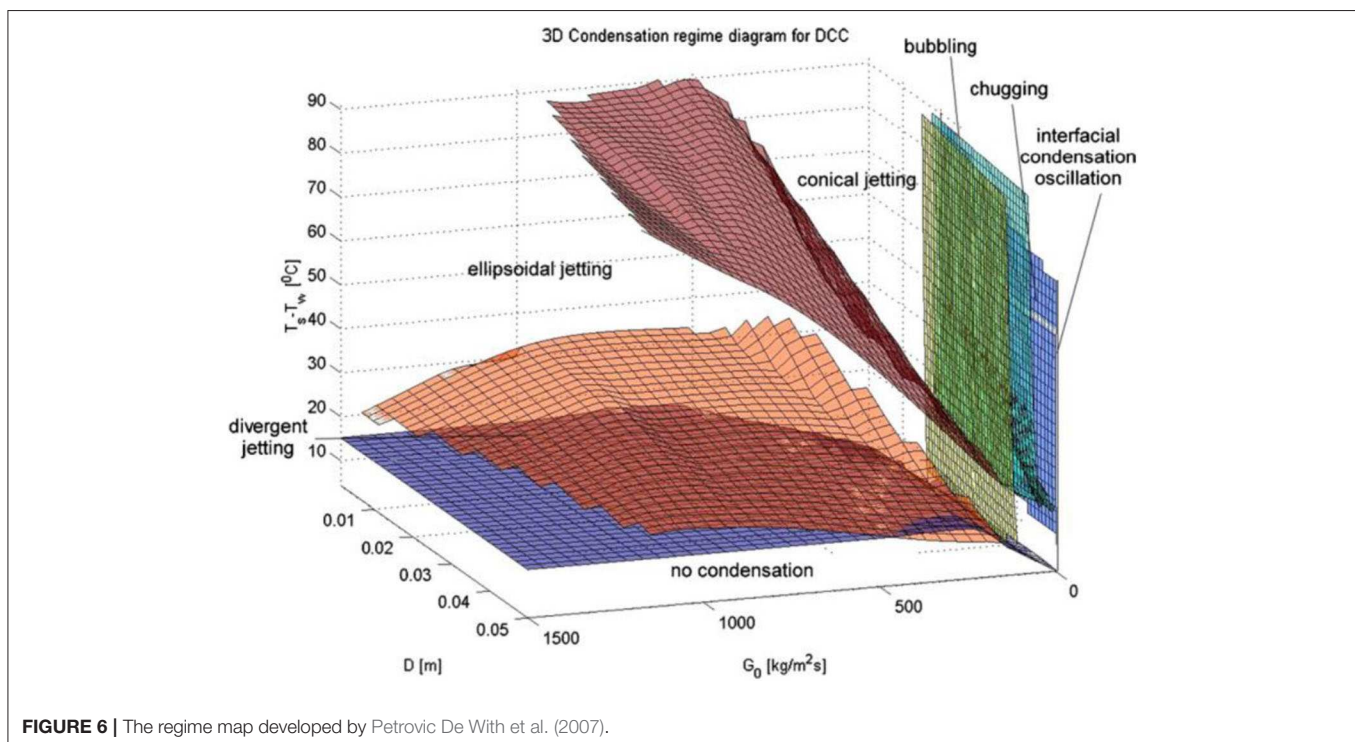 3D Condensation regime diagram for DCC
bubbling
chugging
interfacial
condensation
oscillation
conical jetting
ellipsoidal jetting
divergent
jetting
no condensation
90
80
70
60
50
40
30
20
10
T_s-T_w [⁰C]
0.01
0.02
0.03
0.04
0.05
D [m]
1500
1000
500
0
G₀ [kg/m²s]
FIGURE 6 | The regime map developed by Petrovic De With et al. (2007).